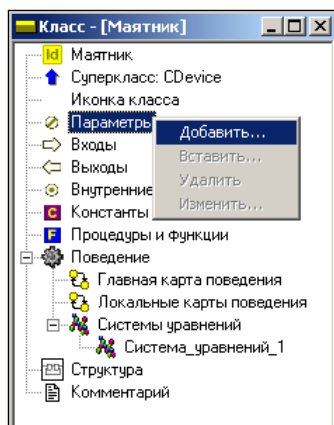 Класс - [Маятник]
Id Маятник
Суперкласс: CDevice
Иконка класса
Параметры
Добавить...
Входы
Вставить...
Выходы
Удалить
Внутренние
Изменить...
C Константы
F Процедуры и функции
Поведение
Главная карта поведения
Локальные карты поведения
Системы уравнений
Система_уравнений_1
Структура
Комментарий